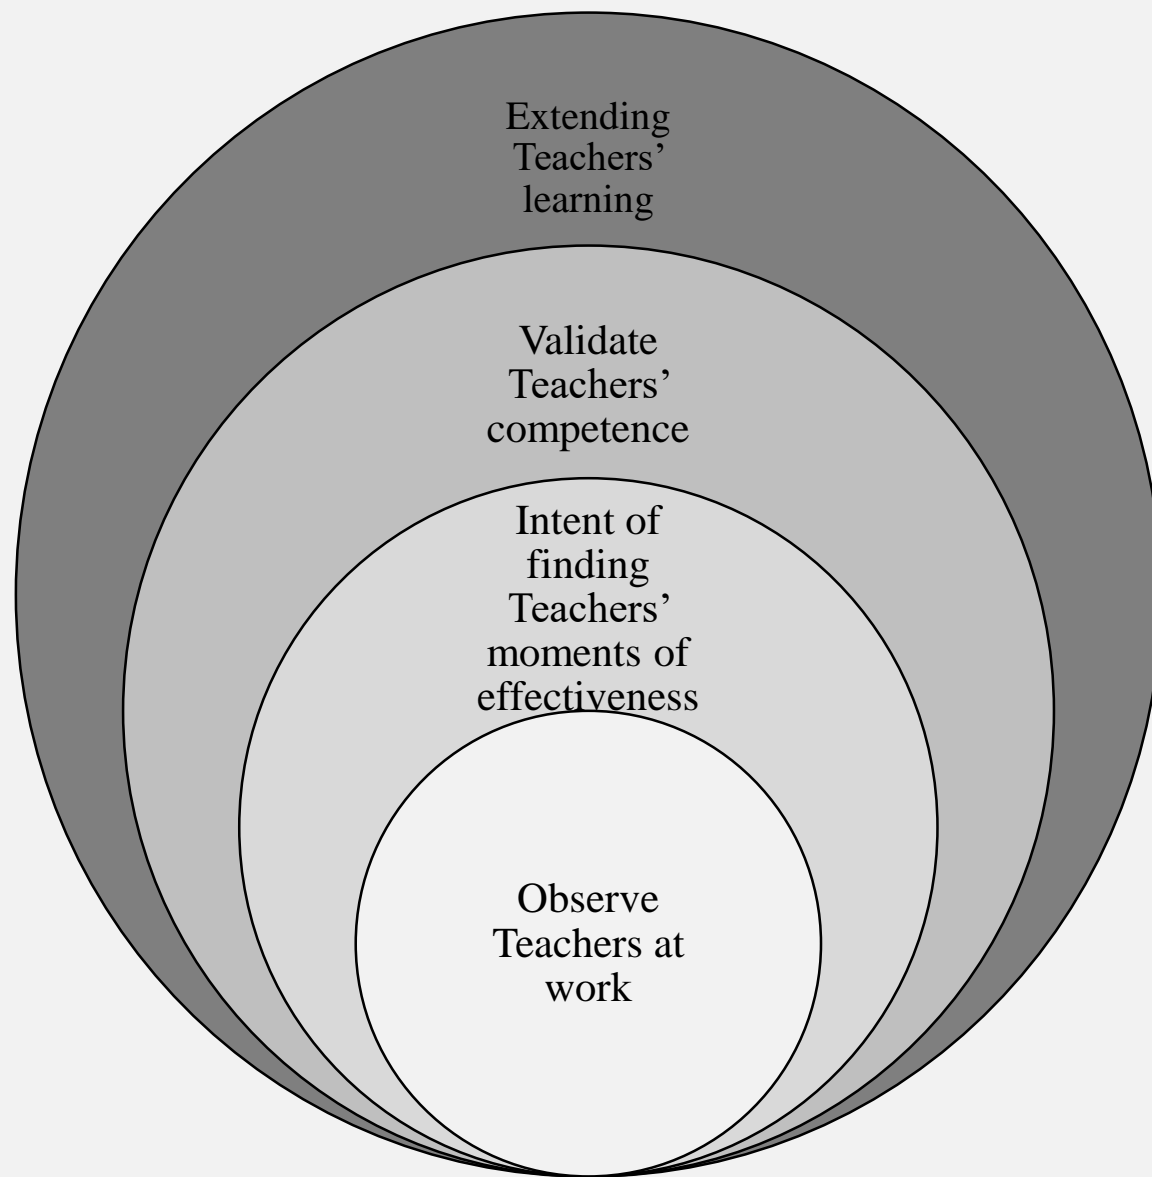 Extending
Teachers’
learning
Validate
Teachers’
competence
Intent of
finding
Teachers’
moments of
effectiveness
Observe
Teachers at
work